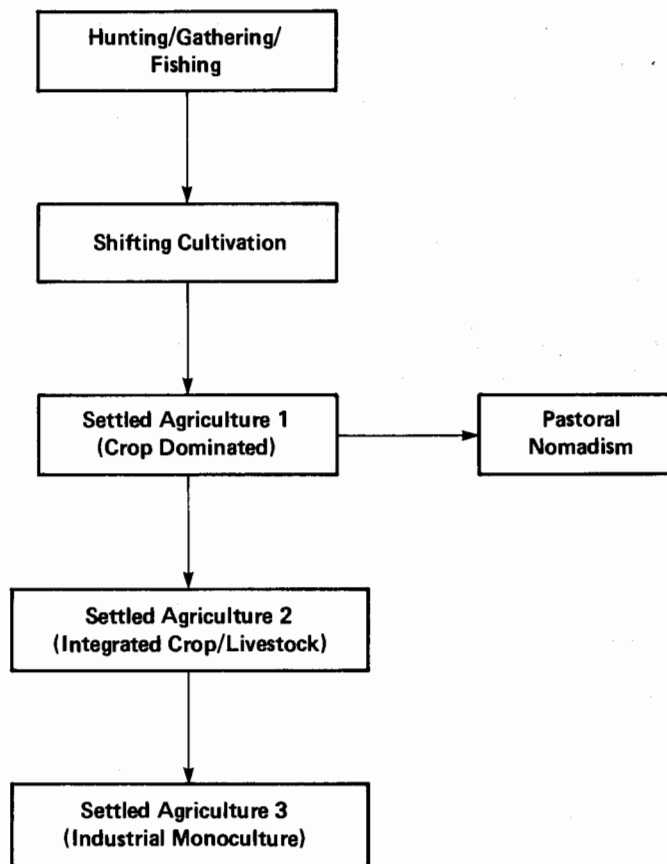 Hunting/Gathering/
Fishing
Shifting Cultivation
Settled Agriculture 1
(Crop Dominated)
Pastoral
Nomadism
Settled Agriculture 2
(Integrated Crop/Livestock)
Settled Agriculture 3
(Industrial Monoculture)